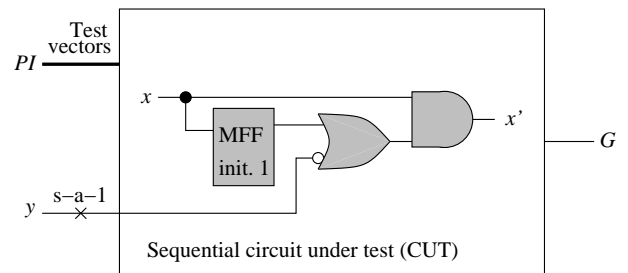 Test
vectors
PI
x
MFF
init. 1
x'
G
s-a-1
y
Sequential circuit under test (CUT)